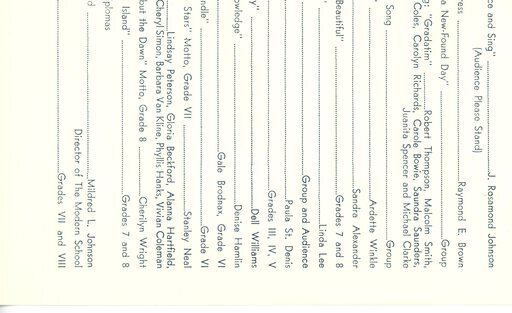 ce and Sing" J. Rosamond Johnson
(Audience Please Stand)
ress Raymond E. Brown
a New-Found Day" Group
g: "Gradatim" Robert Thompson, Malcolm Smith,
Coles, Carolyn Richards, Carole Bowie, Saundra Saunders,
Juanita Spencer and Michael Clarke
Song Group
" Ardette Winkle
Sandra Alexander
Beautiful" Grades 7 and 8
Linda Lee
Group and Audience
Paula St. Denis
Grades III, IV, V
y" Dell Williams
owledge" Denise Hamlin
Gale Brodnax, Grade VI
ndle" Grade VI
Stars" Motto, Grade VII Stanley Neal
Lindsay Peterson, Gloria Beckford, Alanna Hartfield,
Cheryl Simon, Barbara Van Kline, Phyllis Hanks, Vivian Coleman
but the Dawn" Motto, Grade 8 Cherlyn Wright
Island" Grades 7 and 8
plomas
d Mildred L. Johnson
Director of The Modern School
Grades VII and VIII